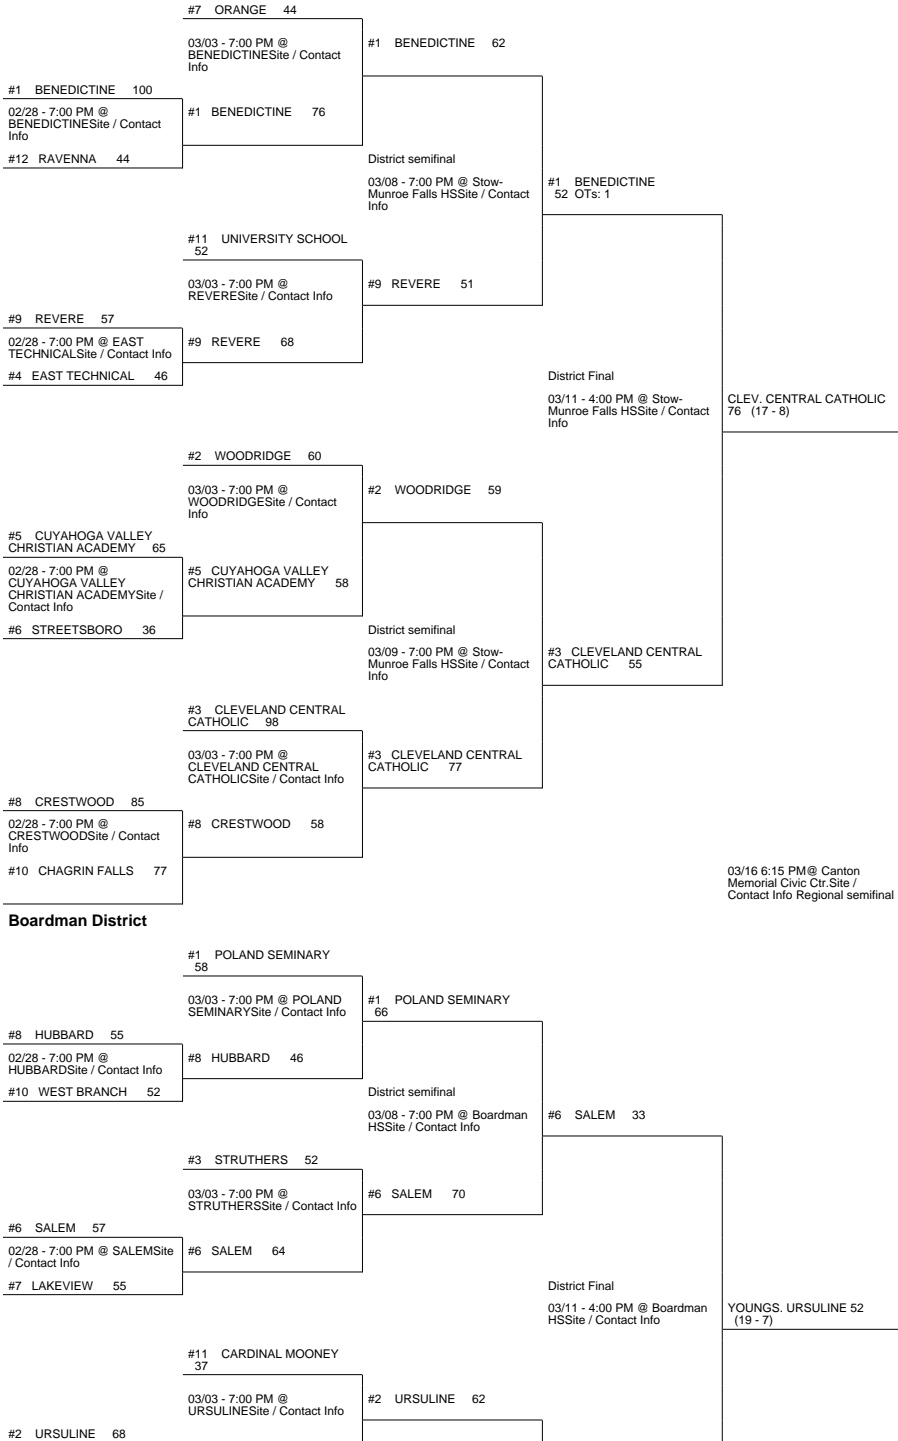 #7 ORANGE 44
03/03 - 7:00 PM @
BENEDICTINESite / Contact
Info
#1 BENEDICTINE 62
#1 BENEDICTINE 100
02/28 - 7:00 PM @
BENEDICTINESite / Contact
Info
#1 BENEDICTINE 76
#12 RAVENNA 44
District semifinal
03/08 - 7:00 PM @ Stow-
Munroe Falls HSSite / Contact
Info
#1 BENEDICTINE
52 OTs: 1
#11 UNIVERSITY SCHOOL
52
03/03 - 7:00 PM @
REVERESite / Contact Info
#9 REVERE 51
#9 REVERE 57
02/28 - 7:00 PM @ EAST
TECHNICALSite / Contact Info
#9 REVERE 68
#4 EAST TECHNICAL 46
District Final
03/11 - 4:00 PM @ Stow-
Munroe Falls HSSite / Contact
Info
CLEV. CENTRAL CATHOLIC
76 (17 - 8)
#2 WOODRIDGE 60
03/03 - 7:00 PM @
WOODRIDGESite / Contact
Info
#2 WOODRIDGE 59
#5 CUYAHOGA VALLEY
CHRISTIAN ACADEMY 65
02/28 - 7:00 PM @
CUYAHOGA VALLEY
CHRISTIAN ACADEMYSite /
Contact Info
#5 CUYAHOGA VALLEY
CHRISTIAN ACADEMY 58
#6 STREETSBORO 36
District semifinal
03/09 - 7:00 PM @ Stow-
Munroe Falls HSSite / Contact
Info
#3 CLEVELAND CENTRAL
CATHOLIC 55
#3 CLEVELAND CENTRAL
CATHOLIC 98
03/03 - 7:00 PM @
CLEVELAND CENTRAL
CATHOLICSite / Contact Info
#3 CLEVELAND CENTRAL
CATHOLIC 77
#8 CRESTWOOD 85
02/28 - 7:00 PM @
CRESTWOODSite / Contact
Info
#8 CRESTWOOD 58
#10 CHAGRIN FALLS 77
03/16 6:15 PM@ Canton
Memorial Civic Ctr.Site /
Contact Info Regional semifinal
Boardman District
#1 POLAND SEMINARY
58
03/03 - 7:00 PM @ POLAND
SEMINARYSite / Contact Info
#1 POLAND SEMINARY
66
#8 HUBBARD 55
02/28 - 7:00 PM @
HUBBARDSite / Contact Info
#8 HUBBARD 46
#10 WEST BRANCH 52
District semifinal
03/08 - 7:00 PM @ Boardman
HSSite / Contact Info
#6 SALEM 33
#3 STRUTHERS 52
03/03 - 7:00 PM @
STRUTHERSSite / Contact Info
#6 SALEM 70
#6 SALEM 57
02/28 - 7:00 PM @ SALEMSite
/ Contact Info
#6 SALEM 64
#7 LAKEVIEW 55
District Final
03/11 - 4:00 PM @ Boardman
HSSite / Contact Info
YOUNGS. URSULINE 52
(19 - 7)
#11 CARDINAL MOONEY
37
03/03 - 7:00 PM @
URSULINESite / Contact Info
#2 URSULINE 62
#2 URSULINE 68